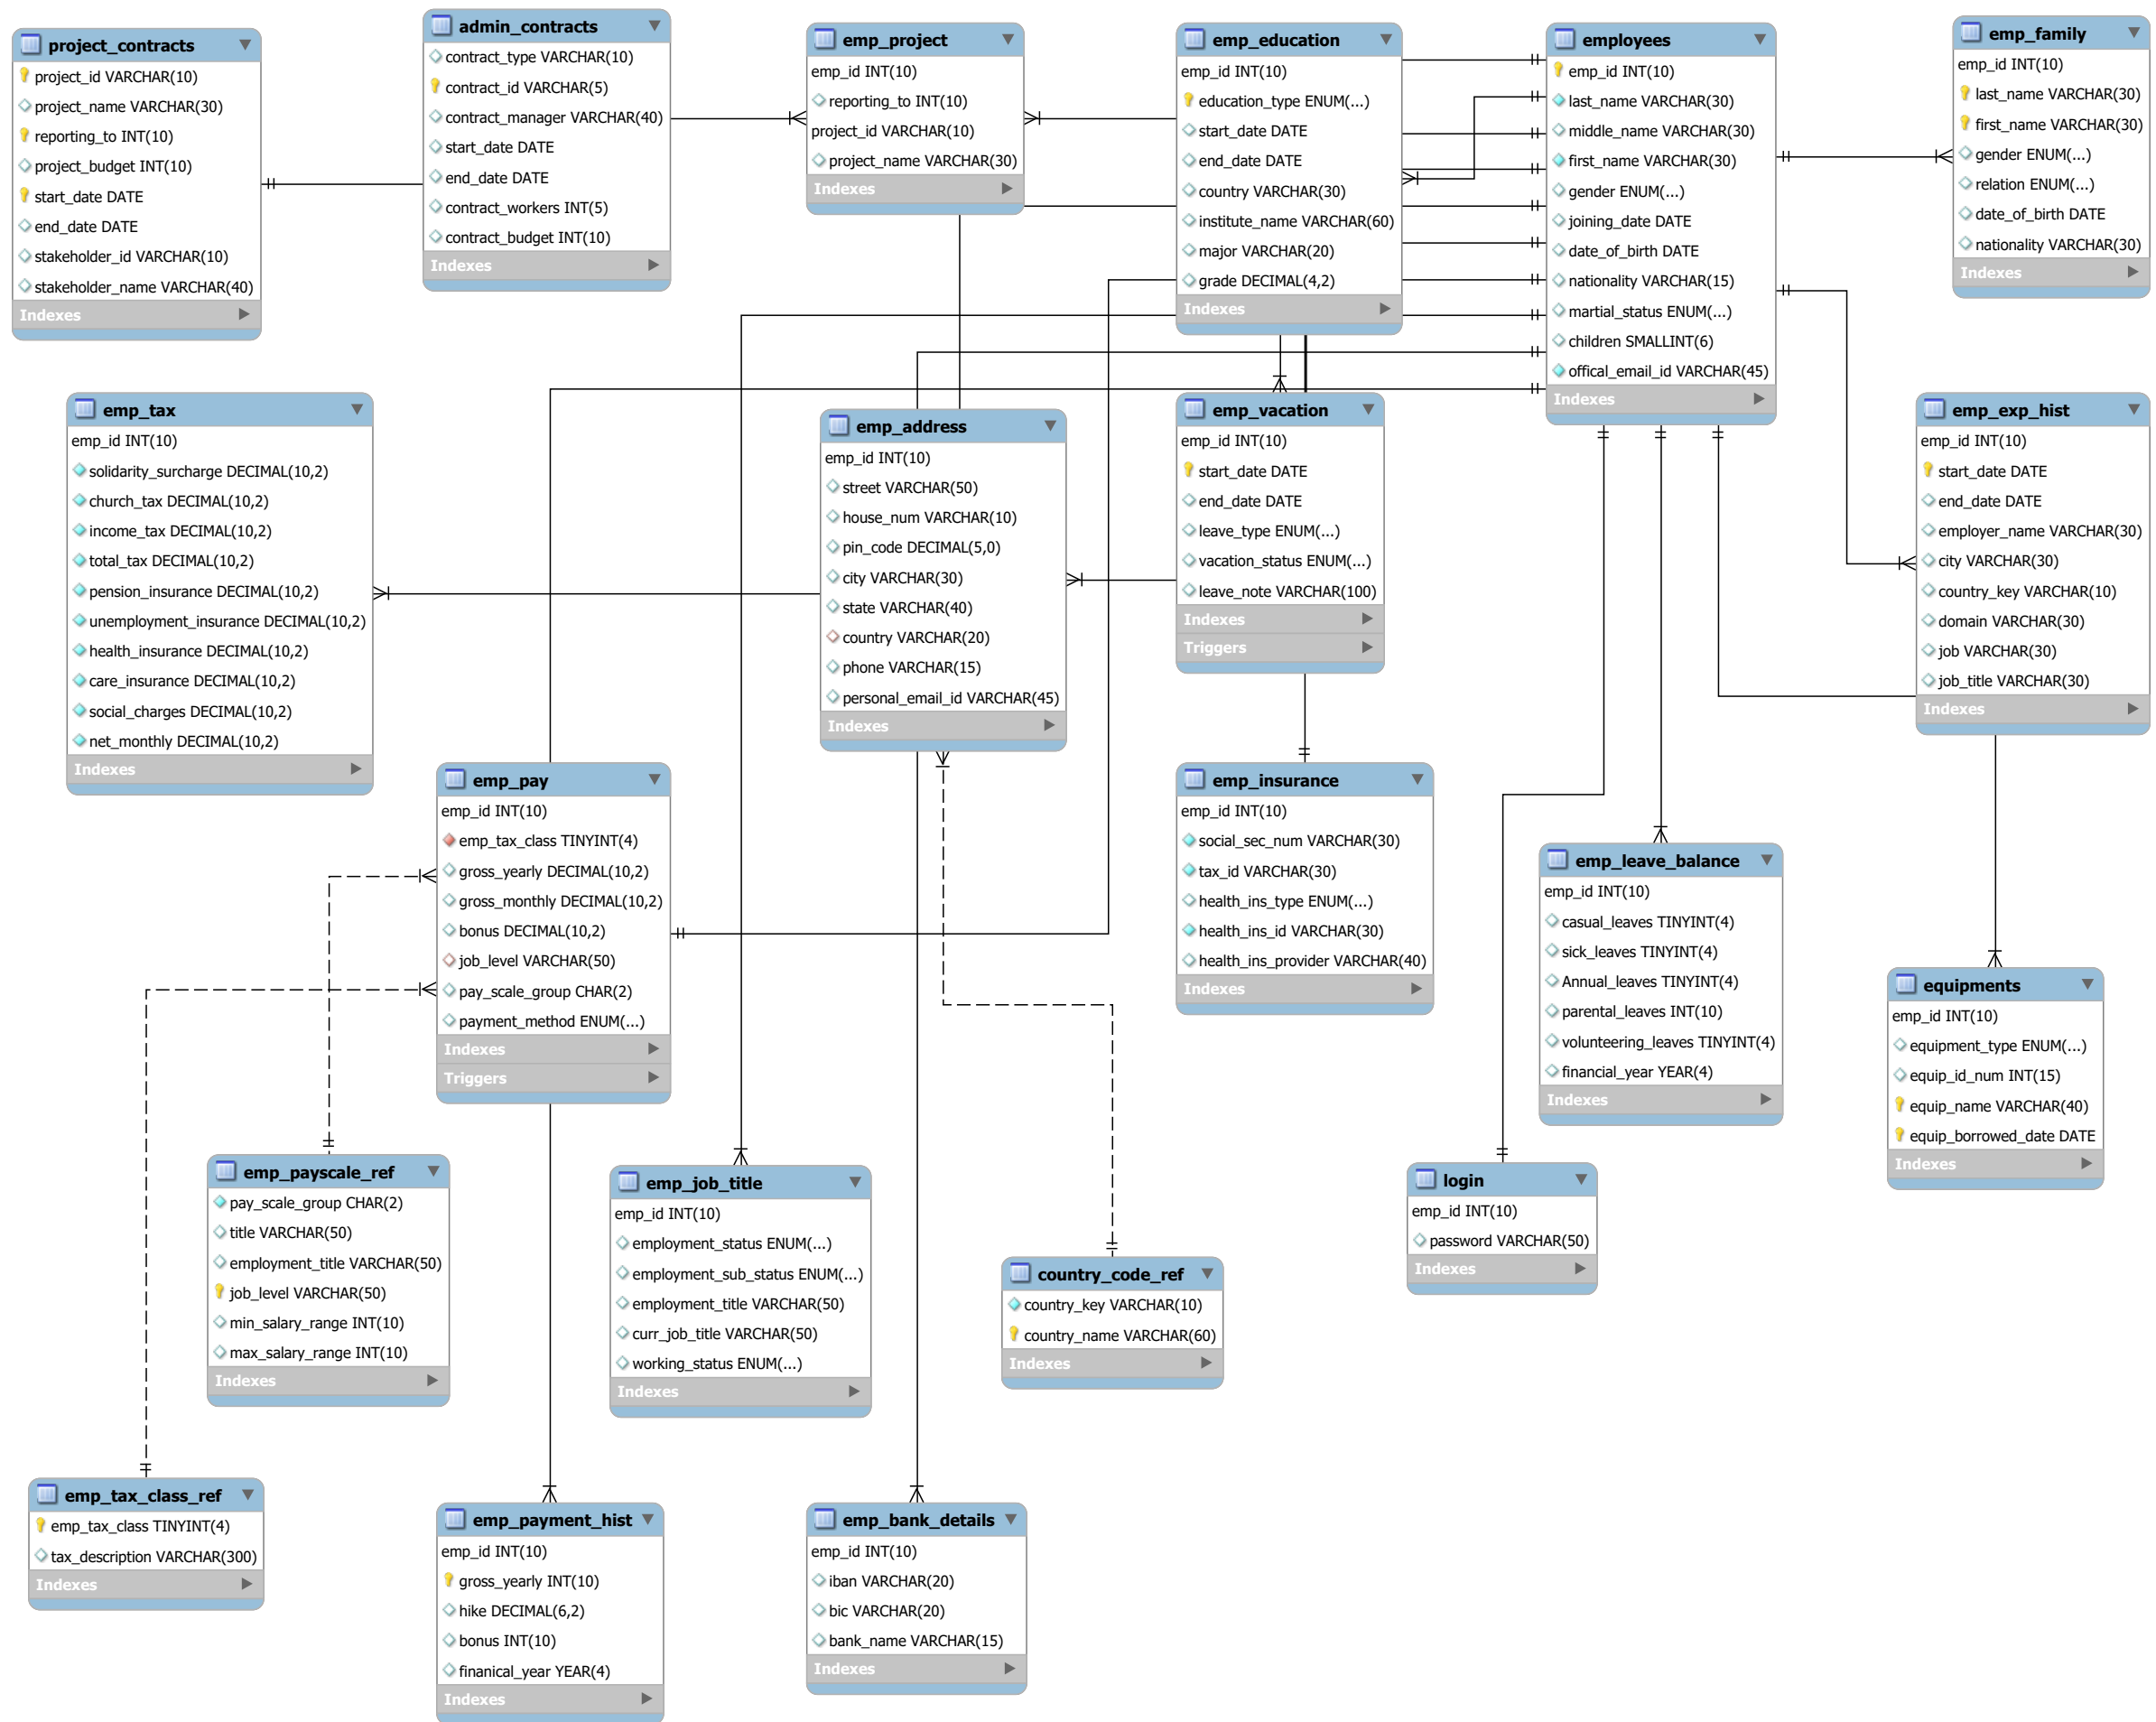 project_contracts
project_id VARCHAR(10)
project_name VARCHAR(30)
reporting_to INT(10)
project_budget INT(10)
start_date DATE
end_date DATE
stakeholder_id VARCHAR(10)
stakeholder_name VARCHAR(40)
Indexes
admin_contracts
contract_type VARCHAR(10)
contract_id VARCHAR(5)
contract_manager VARCHAR(40)
start_date DATE
end_date DATE
contract_workers INT(5)
contract_budget INT(10)
Indexes
emp_project
emp_id INT(10)
reporting_to INT(10)
project_id VARCHAR(10)
project_name VARCHAR(30)
Indexes
emp_education
emp_id INT(10)
education_type ENUM(...)
start_date DATE
end_date DATE
country VARCHAR(30)
institute_name VARCHAR(60)
major VARCHAR(20)
grade DECIMAL(4,2)
Indexes
employees
emp_id INT(10)
last_name VARCHAR(30)
middle_name VARCHAR(30)
first_name VARCHAR(30)
gender ENUM(...)
joining_date DATE
date_of_birth DATE
nationality VARCHAR(15)
martial_status ENUM(...)
children SMALLINT(6)
offical_email_id VARCHAR(45)
Indexes
emp_family
emp_id INT(10)
last_name VARCHAR(30)
first_name VARCHAR(30)
gender ENUM(...)
relation ENUM(...)
date_of_birth DATE
nationality VARCHAR(30)
Indexes
emp_tax
emp_id INT(10)
solidarity_surcharge DECIMAL(10,2)
church_tax DECIMAL(10,2)
income_tax DECIMAL(10,2)
total_tax DECIMAL(10,2)
pension_insurance DECIMAL(10,2)
unemployment_insurance DECIMAL(10,2)
health_insurance DECIMAL(10,2)
care_insurance DECIMAL(10,2)
social_charges DECIMAL(10,2)
net_monthly DECIMAL(10,2)
Indexes
emp_address
emp_id INT(10)
street VARCHAR(50)
house_num VARCHAR(10)
pin_code DECIMAL(5,0)
city VARCHAR(30)
state VARCHAR(40)
country VARCHAR(20)
phone VARCHAR(15)
personal_email_id VARCHAR(45)
Indexes
emp_vacation
emp_id INT(10)
start_date DATE
end_date DATE
leave_type ENUM(...)
vacation_status ENUM(...)
leave_note VARCHAR(100)
Indexes
Triggers
emp_exp_hist
emp_id INT(10)
start_date DATE
end_date DATE
employer_name VARCHAR(30)
city VARCHAR(30)
country_key VARCHAR(10)
domain VARCHAR(30)
job VARCHAR(30)
job_title VARCHAR(30)
Indexes
emp_pay
emp_id INT(10)
emp_tax_class TINYINT(4)
gross_yearly DECIMAL(10,2)
gross_monthly DECIMAL(10,2)
bonus DECIMAL(10,2)
job_level VARCHAR(50)
pay_scale_group CHAR(2)
payment_method ENUM(...)
Indexes
Triggers
emp_insurance
emp_id INT(10)
social_sec_num VARCHAR(30)
tax_id VARCHAR(30)
health_ins_type ENUM(...)
health_ins_id VARCHAR(30)
health_ins_provider VARCHAR(40)
Indexes
emp_leave_balance
emp_id INT(10)
casual_leaves TINYINT(4)
sick_leaves TINYINT(4)
Annual_leaves TINYINT(4)
parental_leaves INT(10)
volunteering_leaves TINYINT(4)
financial_year YEAR(4)
Indexes
equipments
emp_id INT(10)
equipment_type ENUM(...)
equip_id_num INT(15)
equip_name VARCHAR(40)
equip_borrowed_date DATE
Indexes
emp_payscale_ref
pay_scale_group CHAR(2)
title VARCHAR(50)
employment_title VARCHAR(50)
job_level VARCHAR(50)
min_salary_range INT(10)
max_salary_range INT(10)
Indexes
emp_job_title
emp_id INT(10)
employment_status ENUM(...)
employment_sub_status ENUM(...)
employment_title VARCHAR(50)
curr_job_title VARCHAR(50)
working_status ENUM(...)
Indexes
country_code_ref
country_key VARCHAR(10)
country_name VARCHAR(60)
Indexes
login
emp_id INT(10)
password VARCHAR(50)
Indexes
emp_tax_class_ref
emp_tax_class TINYINT(4)
tax_description VARCHAR(300)
Indexes
emp_payment_hist
emp_id INT(10)
gross_yearly INT(10)
hike DECIMAL(6,2)
bonus INT(10)
finanical_year YEAR(4)
Indexes
emp_bank_details
emp_id INT(10)
iban VARCHAR(20)
bic VARCHAR(20)
bank_name VARCHAR(15)
Indexes